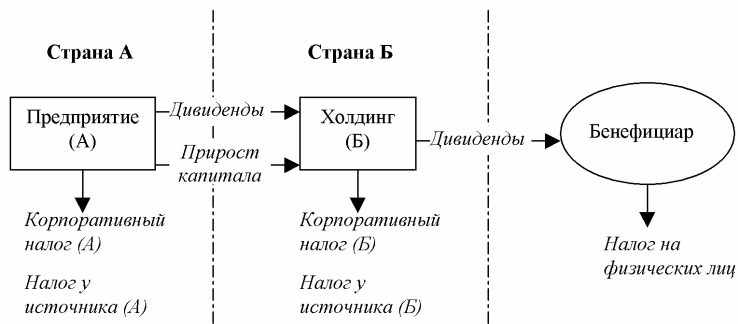 Страна А
Страна Б
Предприятие
(А)
Дивиденды
Прирост
капитала
Холдинг
(Б)
Дивиденды
Бенефициар
Корпоративный
налог (А)
Налог у
источника (А)
Корпоративный
налог (Б)
Налог у
источника (Б)
Налог на
физических лиц